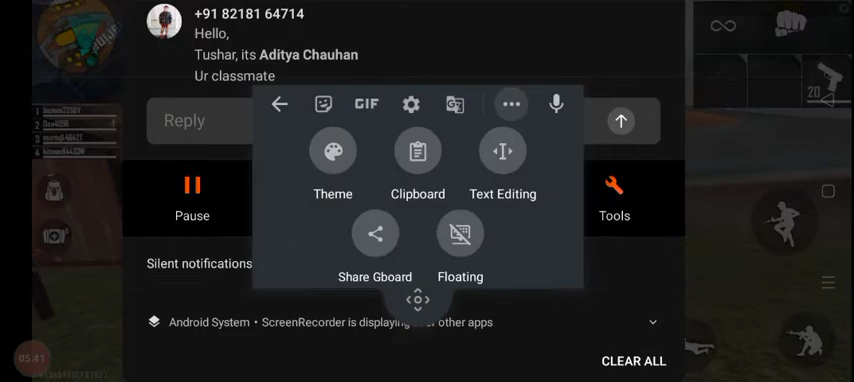 +91 82181 64714
Hello,
Tushar, its Aditya Chauhan
Ur classmate
GIF
Reply
20
Theme
Clipboard
Text Editing
Pause
Tools
Share Gboard
Floating
Silent notifications
Android System • ScreenRecorder is displaying over other apps
05:41
CLEAR ALL